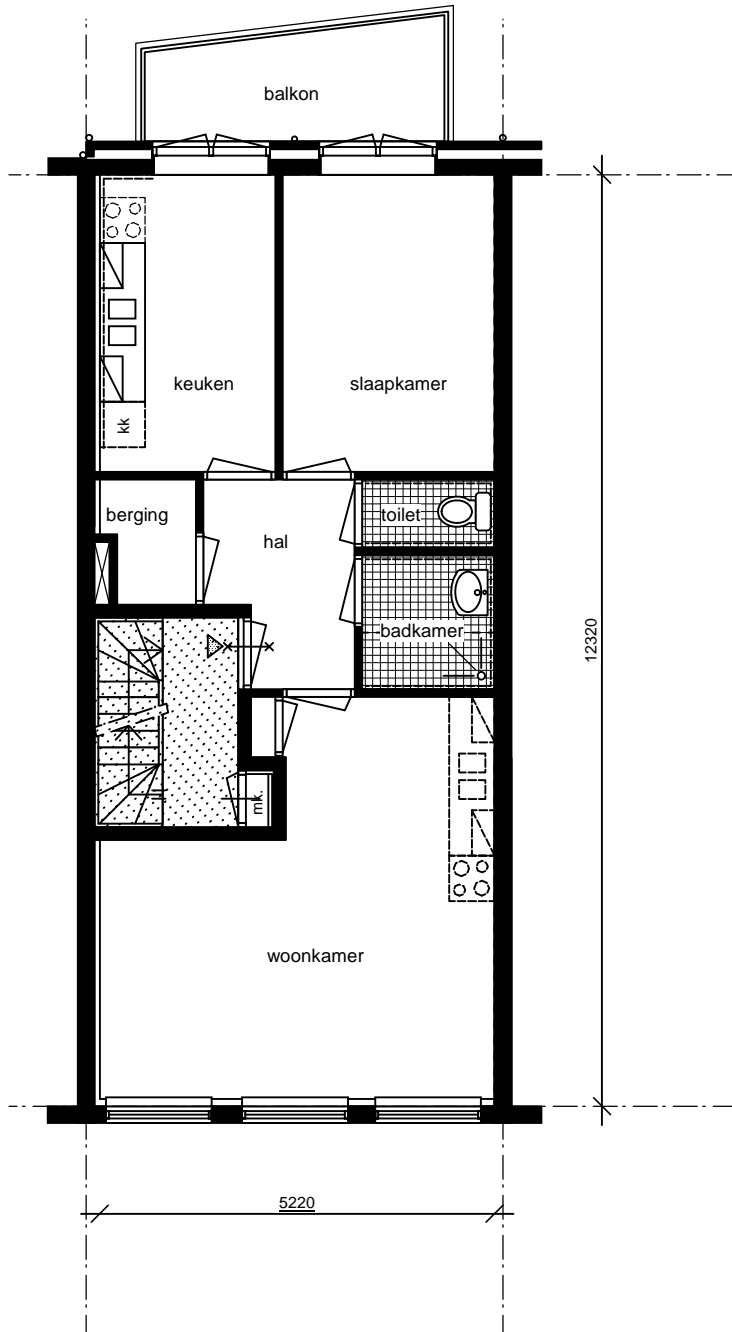 balkon
keuken
slaapkamer
kk
berging
toilet
hal
badkamer
12320
mk.
woonkamer
5220